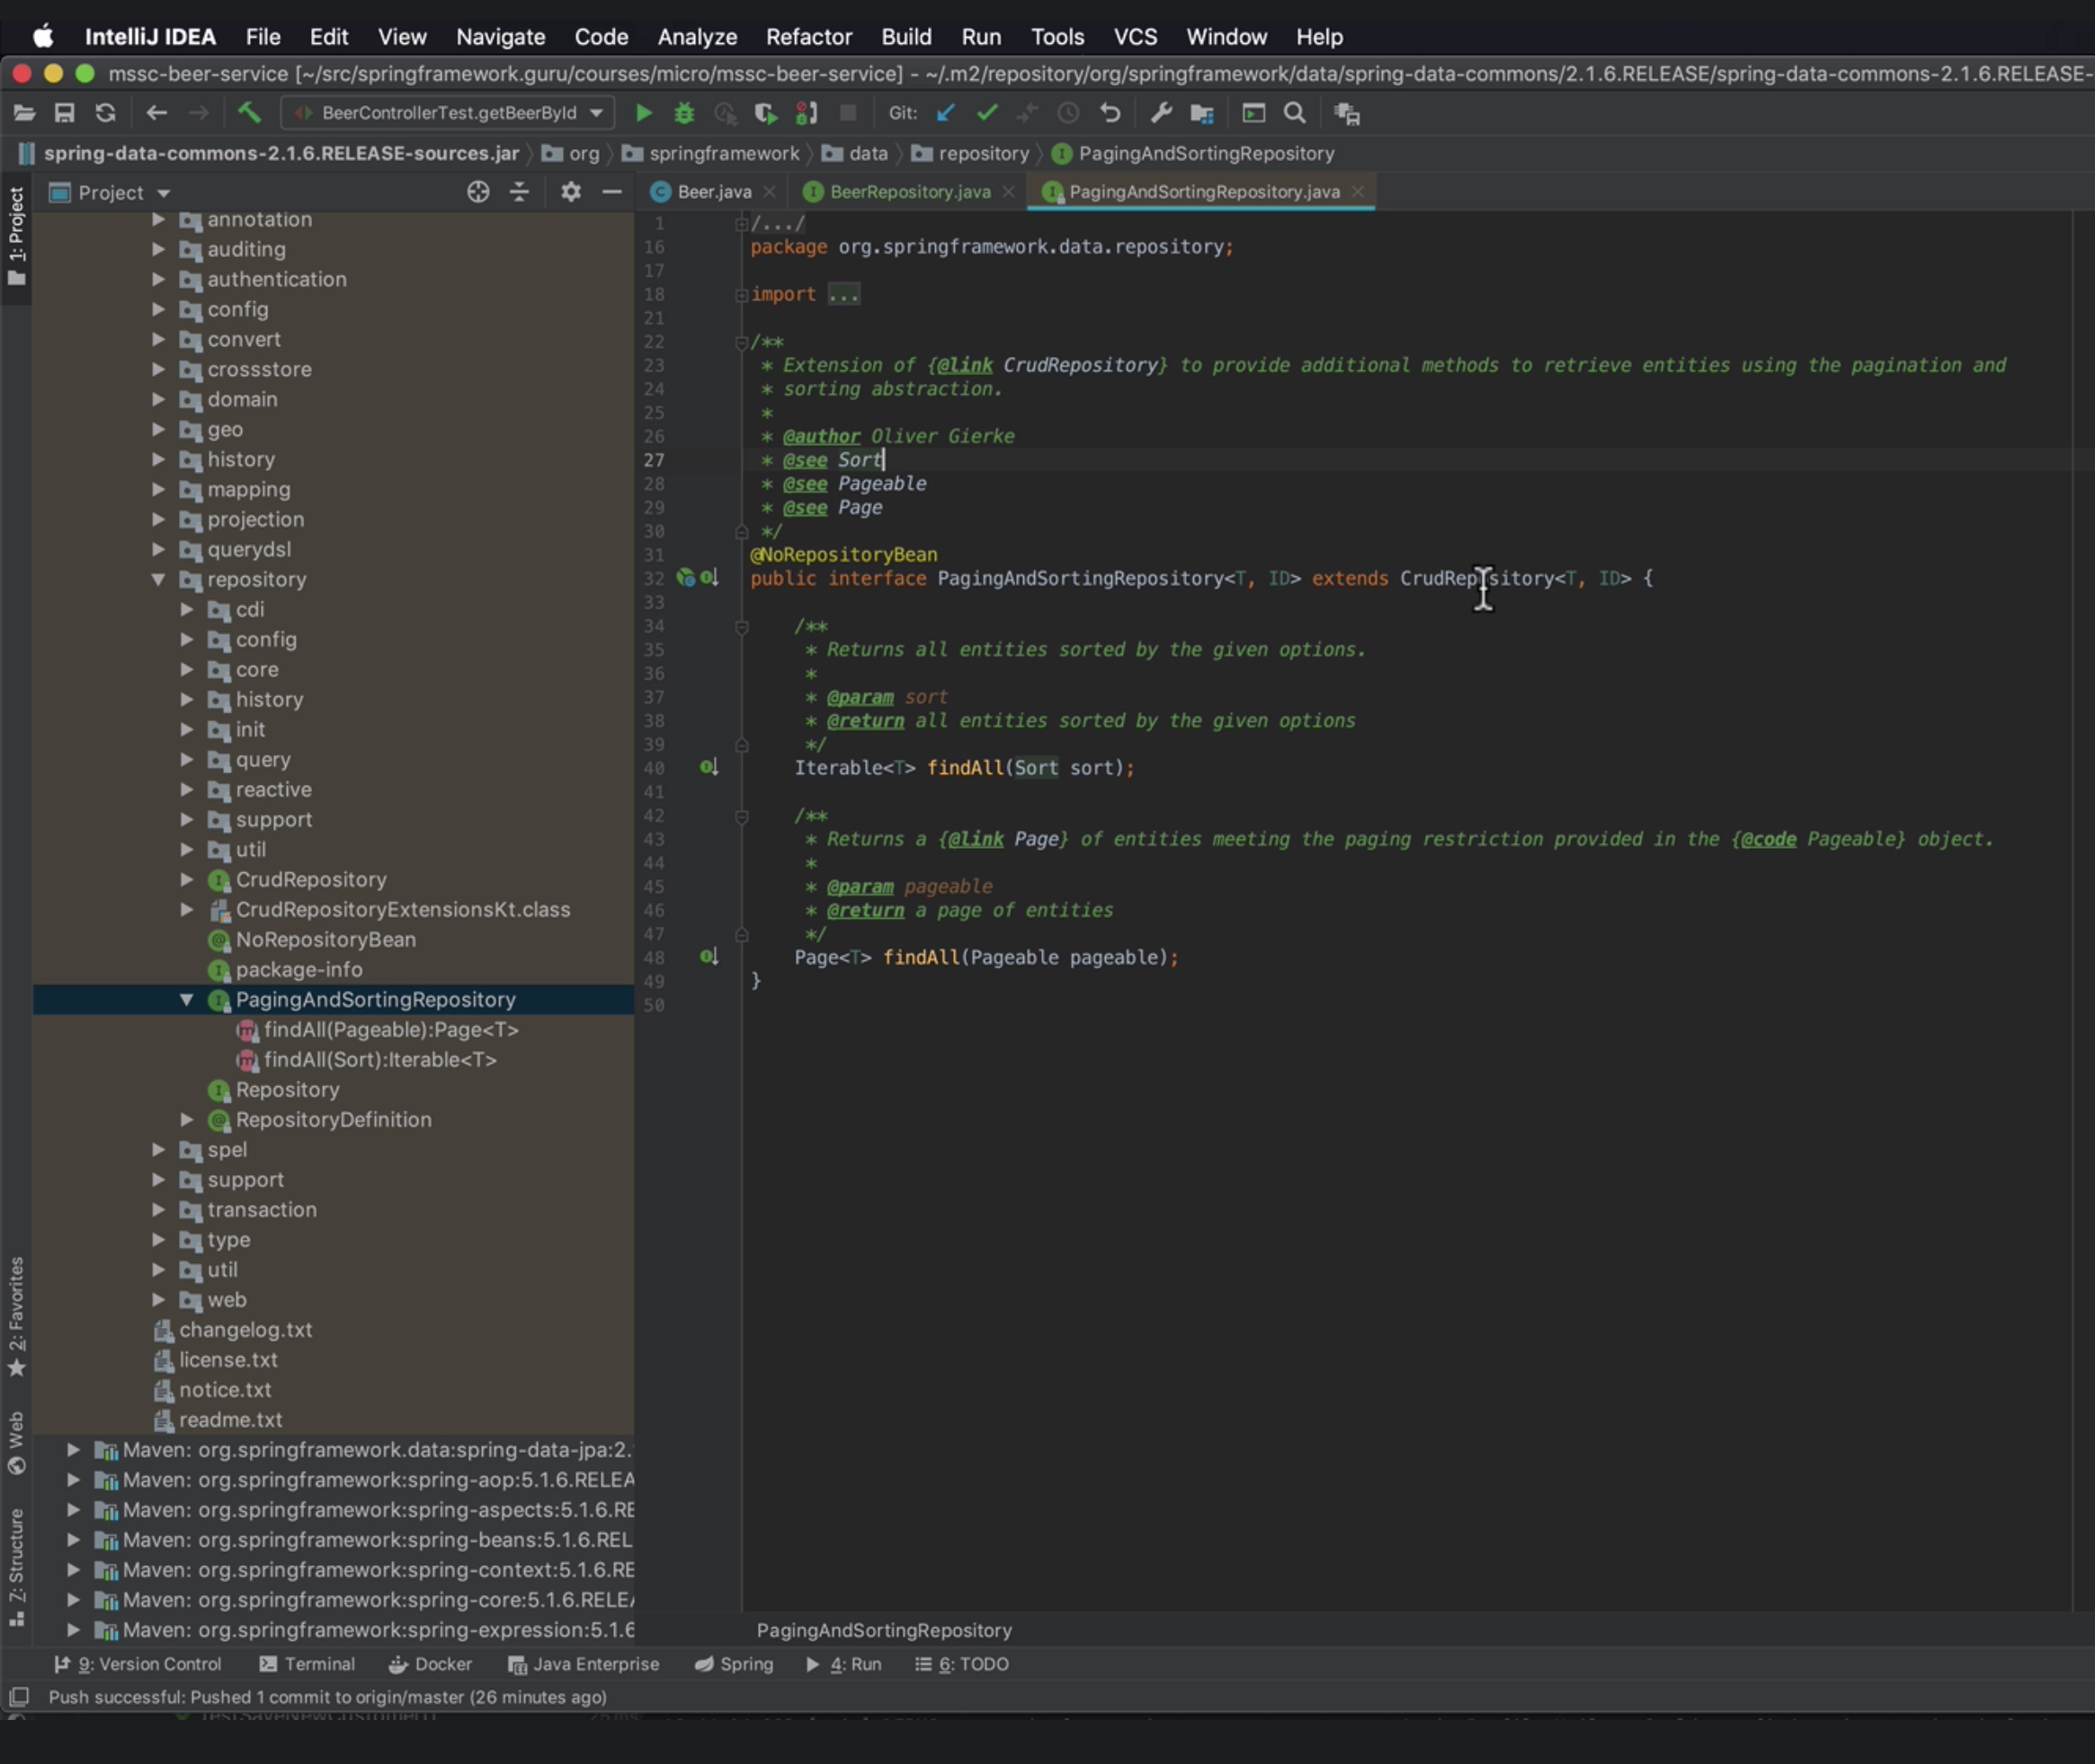 IntelliJ IDEA File Edit View Navigate Code Analyze Refactor Build Run Tools VCS Window Help
mssc-beer-service [~/src/springframework.guru/courses/micro/mssc-beer-service] - ~/.m2/repository/org/springframework/data/spring-data-commons/2.1.6.RELEASE/spring-data-commons-2.1.6.RELEASE-
BeerControllerTest.getBeerById Git:
spring-data-commons-2.1.6.RELEASE-sources.jar org springframework data repository PagingAndSortingRepository
1: Project
2: Favorites
Web
Z: Structure
Project
annotation
auditing
authentication
config
convert
crossstore
domain
geo
history
mapping
projection
querydsl
repository
cdi
config
core
history
init
query
reactive
support
util
CrudRepository
CrudRepositoryExtensionsKt.class
NoRepositoryBean
package-info
PagingAndSortingRepository
findAll(Pageable):Page<T>
findAll(Sort):Iterable<T>
Repository
RepositoryDefinition
spel
support
transaction
type
util
web
changelog.txt
license.txt
notice.txt
readme.txt
Maven: org.springframework.data:spring-data-jpa:2.
Maven: org.springframework:spring-aop:5.1.6.RELEA
Maven: org.springframework:spring-aspects:5.1.6.RE
Maven: org.springframework:spring-beans:5.1.6.REL
Maven: org.springframework:spring-context:5.1.6.RE
Maven: org.springframework:spring-core:5.1.6.RELE
Maven: org.springframework:spring-expression:5.1.6
Beer.java BeerRepository.java PagingAndSortingRepository.java
1 /.../
16 package org.springframework.data.repository;
17
18 import ...
21
22 /**
23 * Extension of {@link CrudRepository} to provide additional methods to retrieve entities using the pagination and
24 * sorting abstraction.
25 *
26 * @author Oliver Gierke
27 * @see Sort
28 * @see Pageable
29 * @see Page
30 */
31 @NoRepositoryBean
32 public interface PagingAndSortingRepository<T, ID> extends CrudRepository<T, ID> {
33
34 /**
35 * Returns all entities sorted by the given options.
36 *
37 * @param sort
38 * @return all entities sorted by the given options
39 */
40 Iterable<T> findAll(Sort sort);
41
42 /**
43 * Returns a {@link Page} of entities meeting the paging restriction provided in the {@code Pageable} object.
44 *
45 * @param pageable
46 * @return a page of entities
47 */
48 Page<T> findAll(Pageable pageable);
49 }
50
PagingAndSortingRepository
9: Version Control Terminal Docker Java Enterprise Spring 4: Run 6: TODO
Push successful: Pushed 1 commit to origin/master (26 minutes ago)